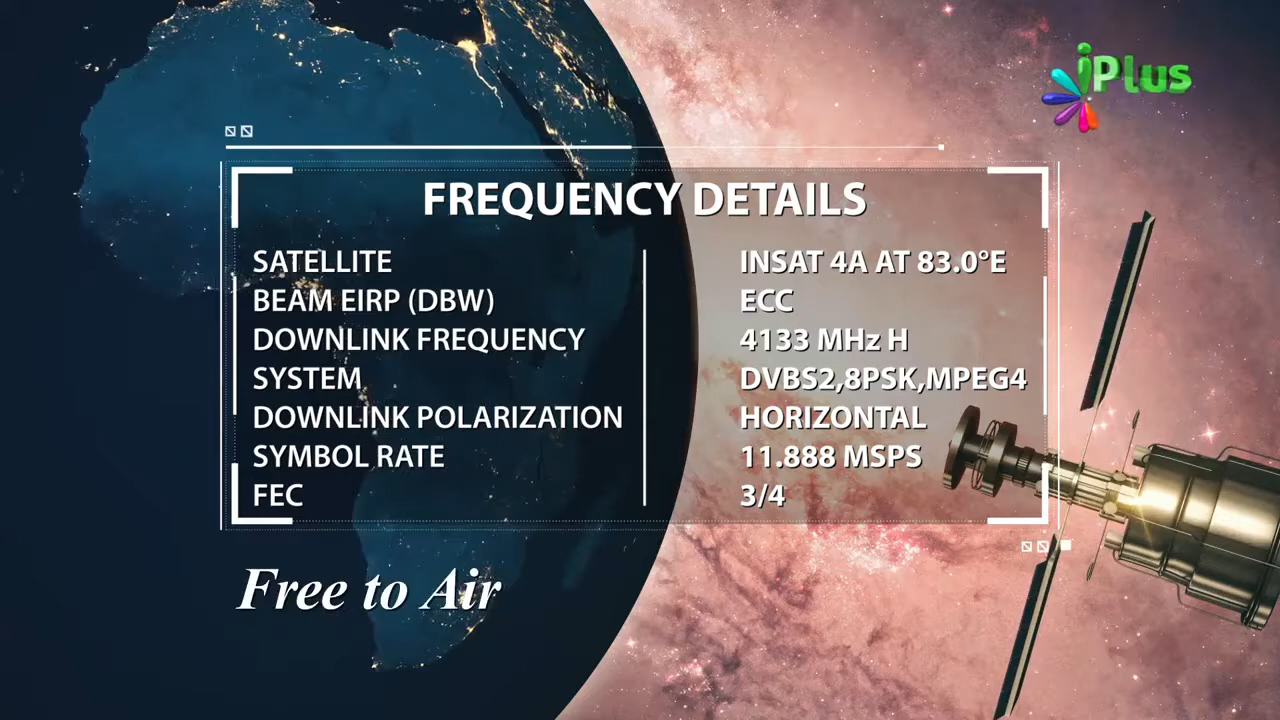 iPlus
FREQUENCY DETAILS
SATELLITE INSAT 4A AT 83.0°E
BEAM EIRP (DBW) ECC
DOWNLINK FREQUENCY 4133 MHz H
SYSTEM DVBS2,8PSK,MPEG4
DOWNLINK POLARIZATION HORIZONTAL
SYMBOL RATE 11.888 MSPS
FEC 3/4
Free to Air